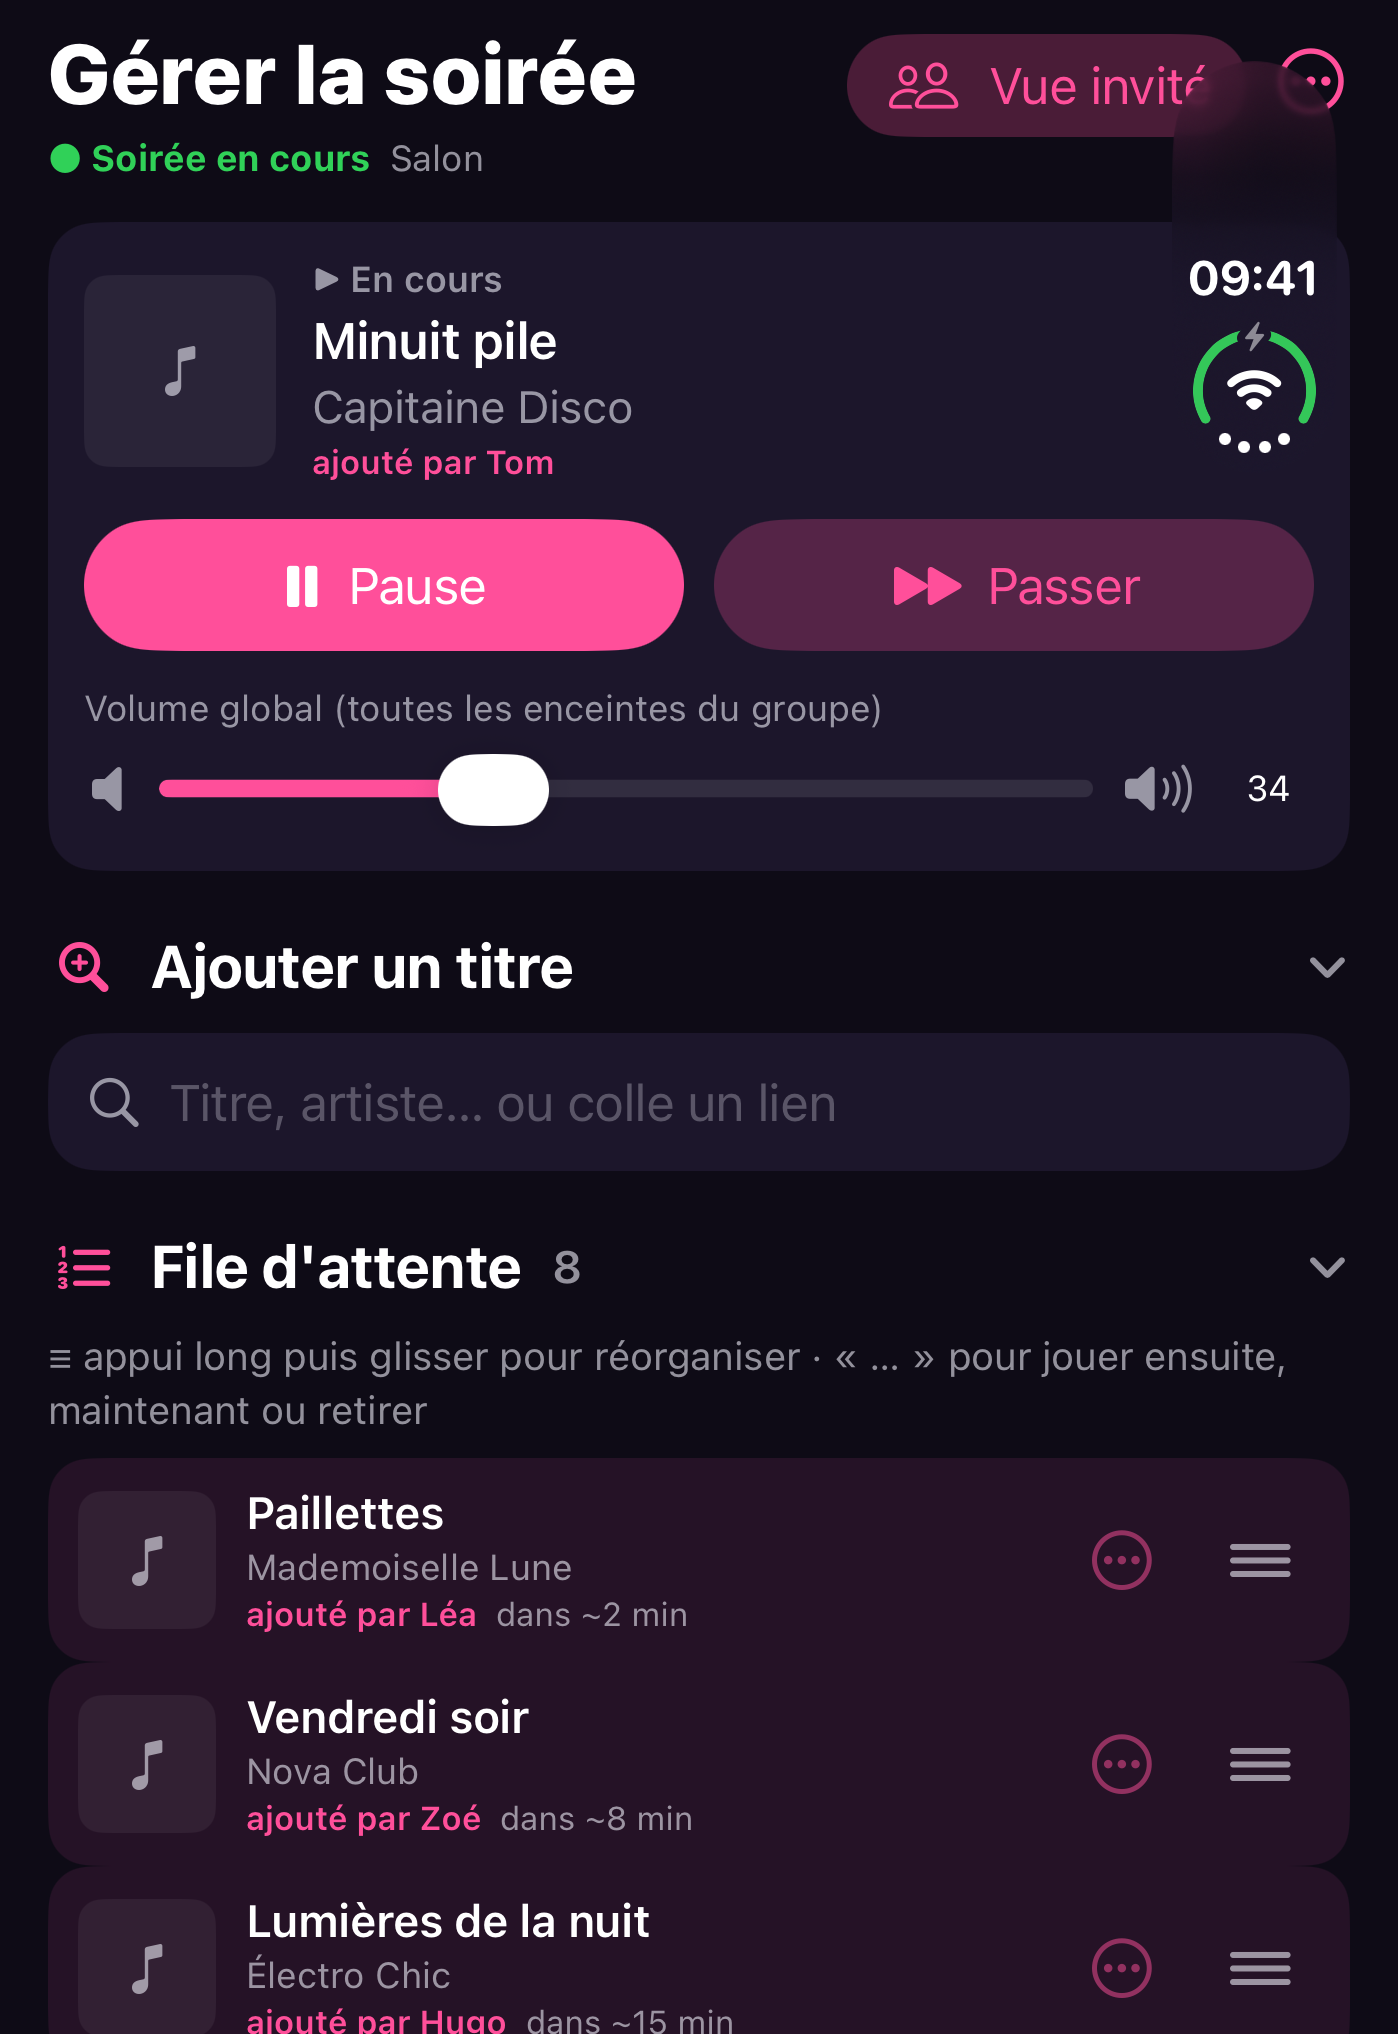 Gérer la soirée
Vue invité
Soirée en cours Salon
09:41
En cours
Minuit pile
Capitaine Disco
ajouté par Tom
Pause
Passer
Volume global (toutes les enceintes du groupe)
34
Ajouter un titre
Titre, artiste... ou colle un lien
File d'attente 8
≡ appui long puis glisser pour réorganiser · « ... » pour jouer ensuite,
maintenant ou retirer
Paillettes
Mademoiselle Lune
ajouté par Léa dans ~2 min
Vendredi soir
Nova Club
ajouté par Zoé dans ~8 min
Lumières de la nuit
Électro Chic
ajouté par Hugo dans ~15 min